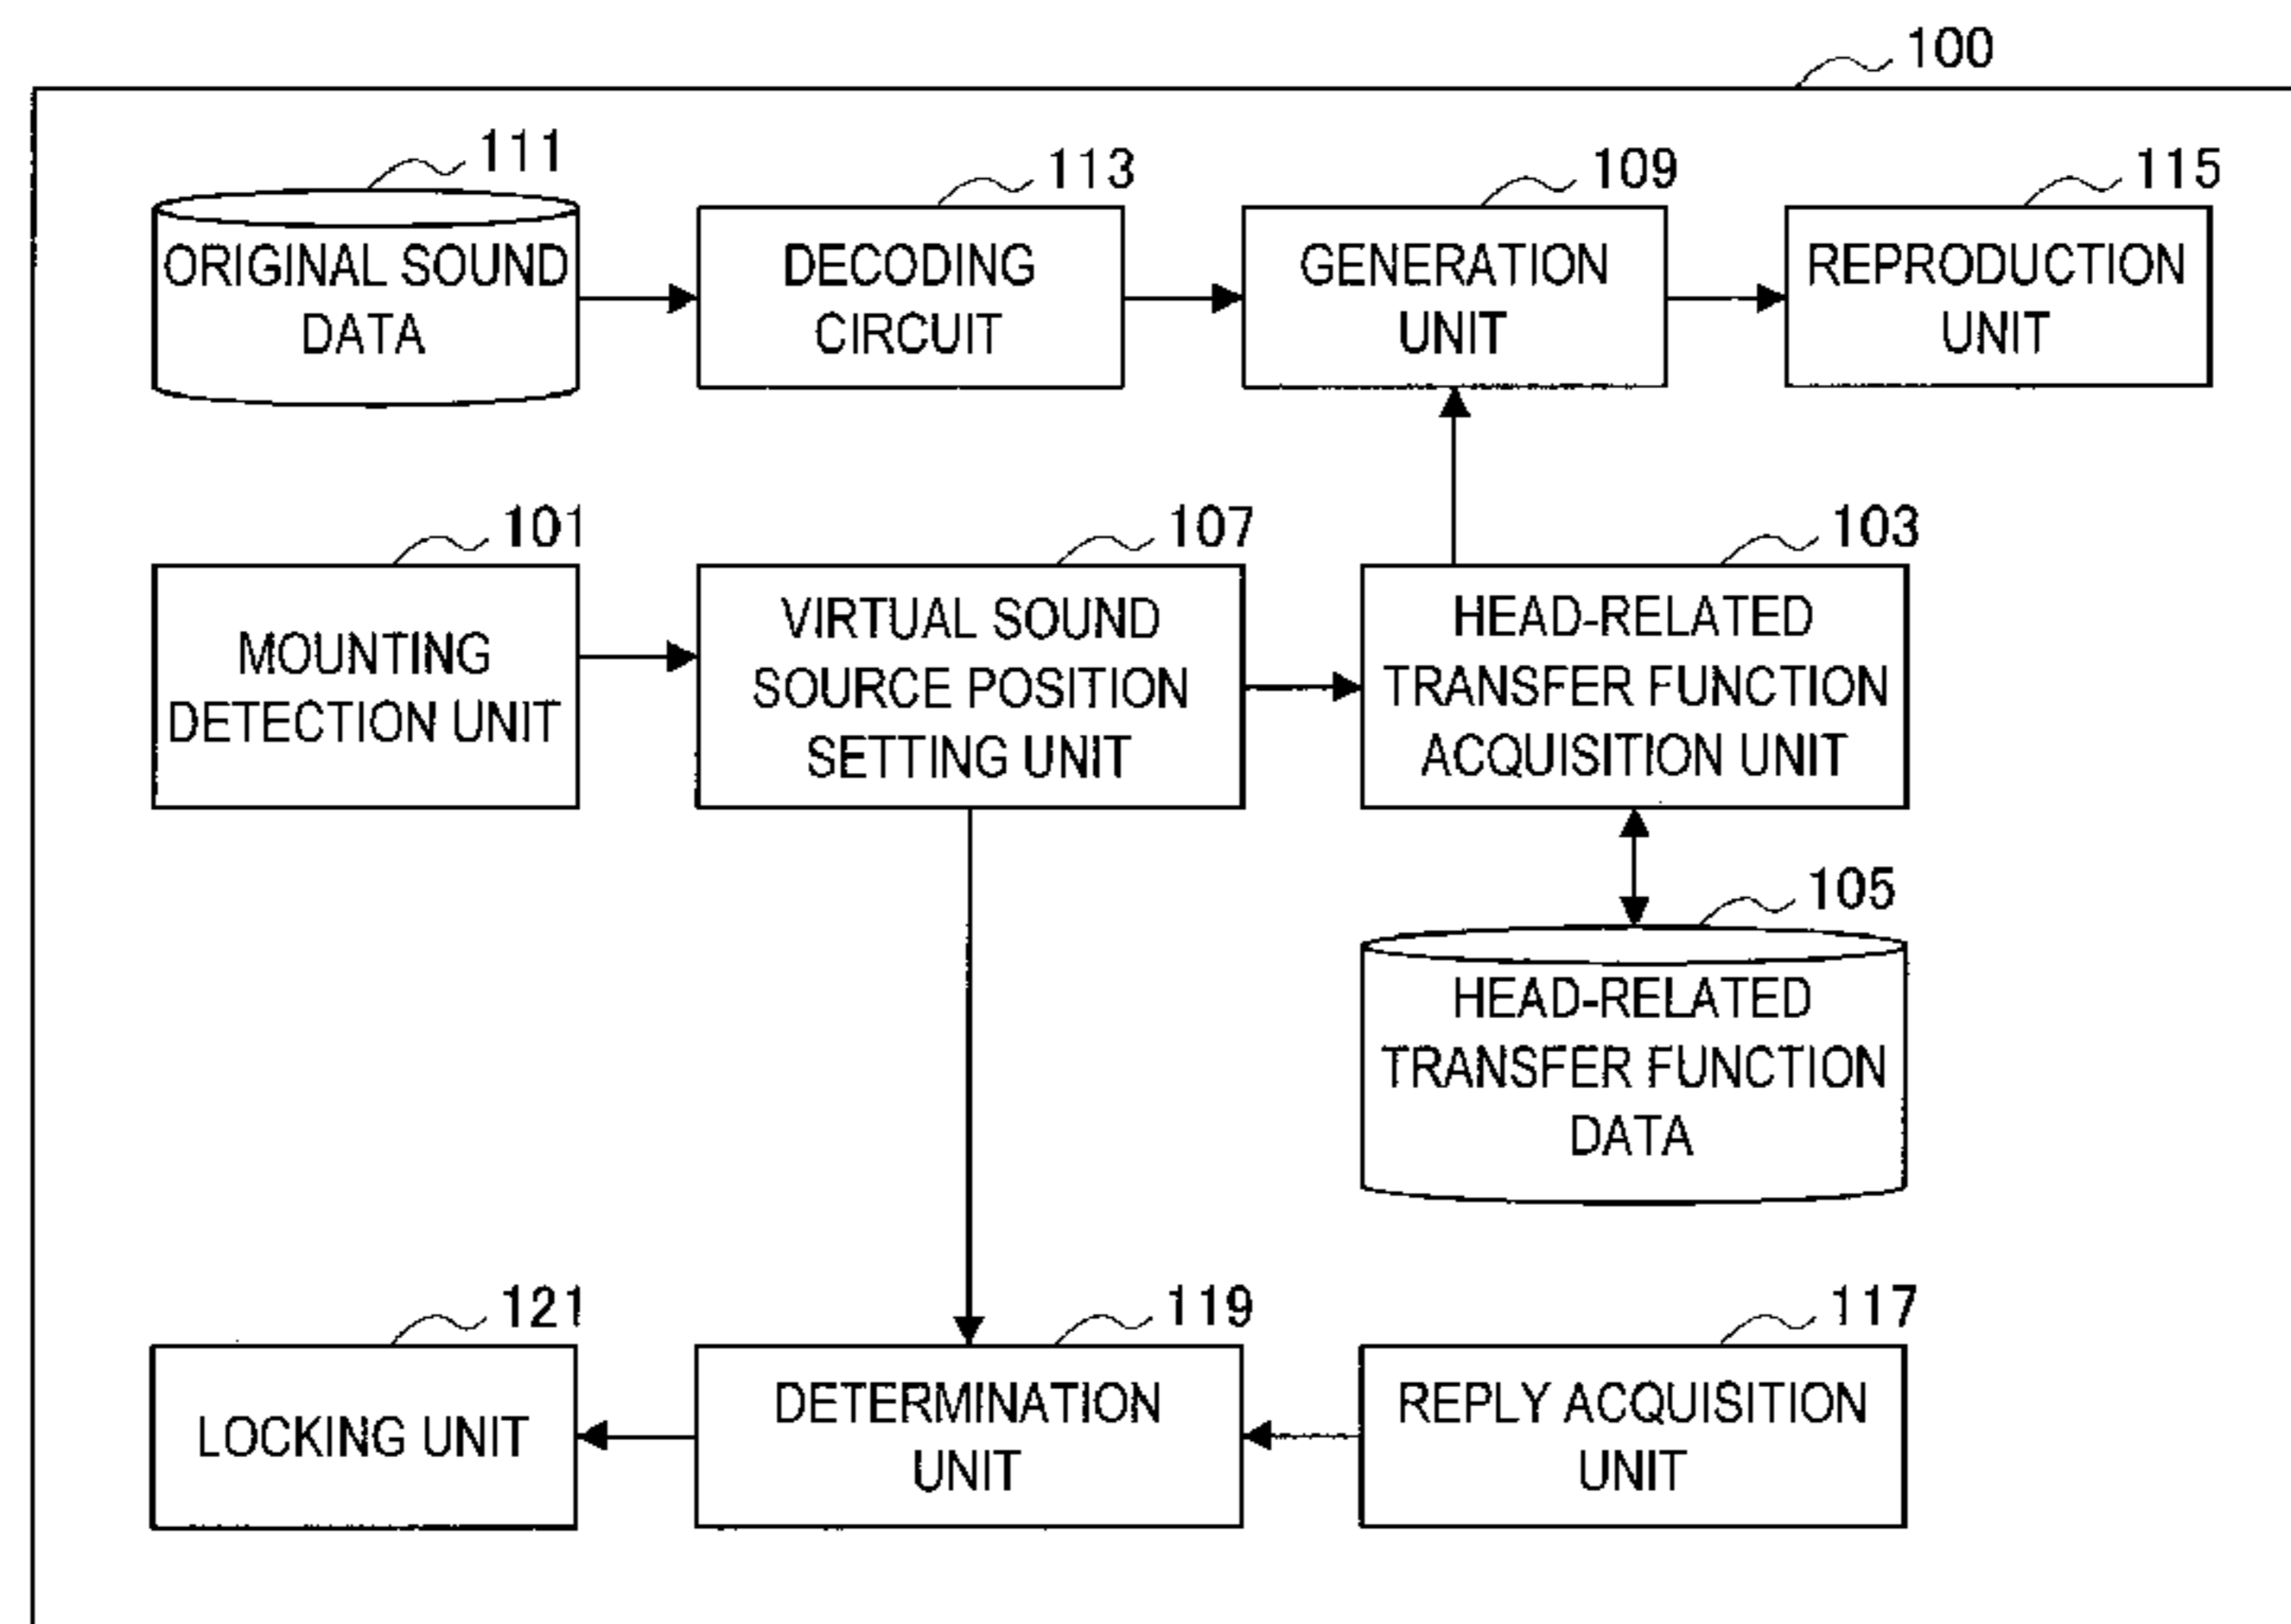 100
111
ORIGINAL SOUND
DATA
113
DECODING
CIRCUIT
109
GENERATION
UNIT
115
REPRODUCTION
UNIT
101
MOUNTING
DETECTION UNIT
107
VIRTUAL SOUND
SOURCE POSITION
SETTING UNIT
103
HEAD-RELATED
TRANSFER FUNCTION
ACQUISITION UNIT
105
HEAD-RELATED
TRANSFER FUNCTION
DATA
121
LOCKING UNIT
119
DETERMINATION
UNIT
117
REPLY ACQUISITION
UNIT